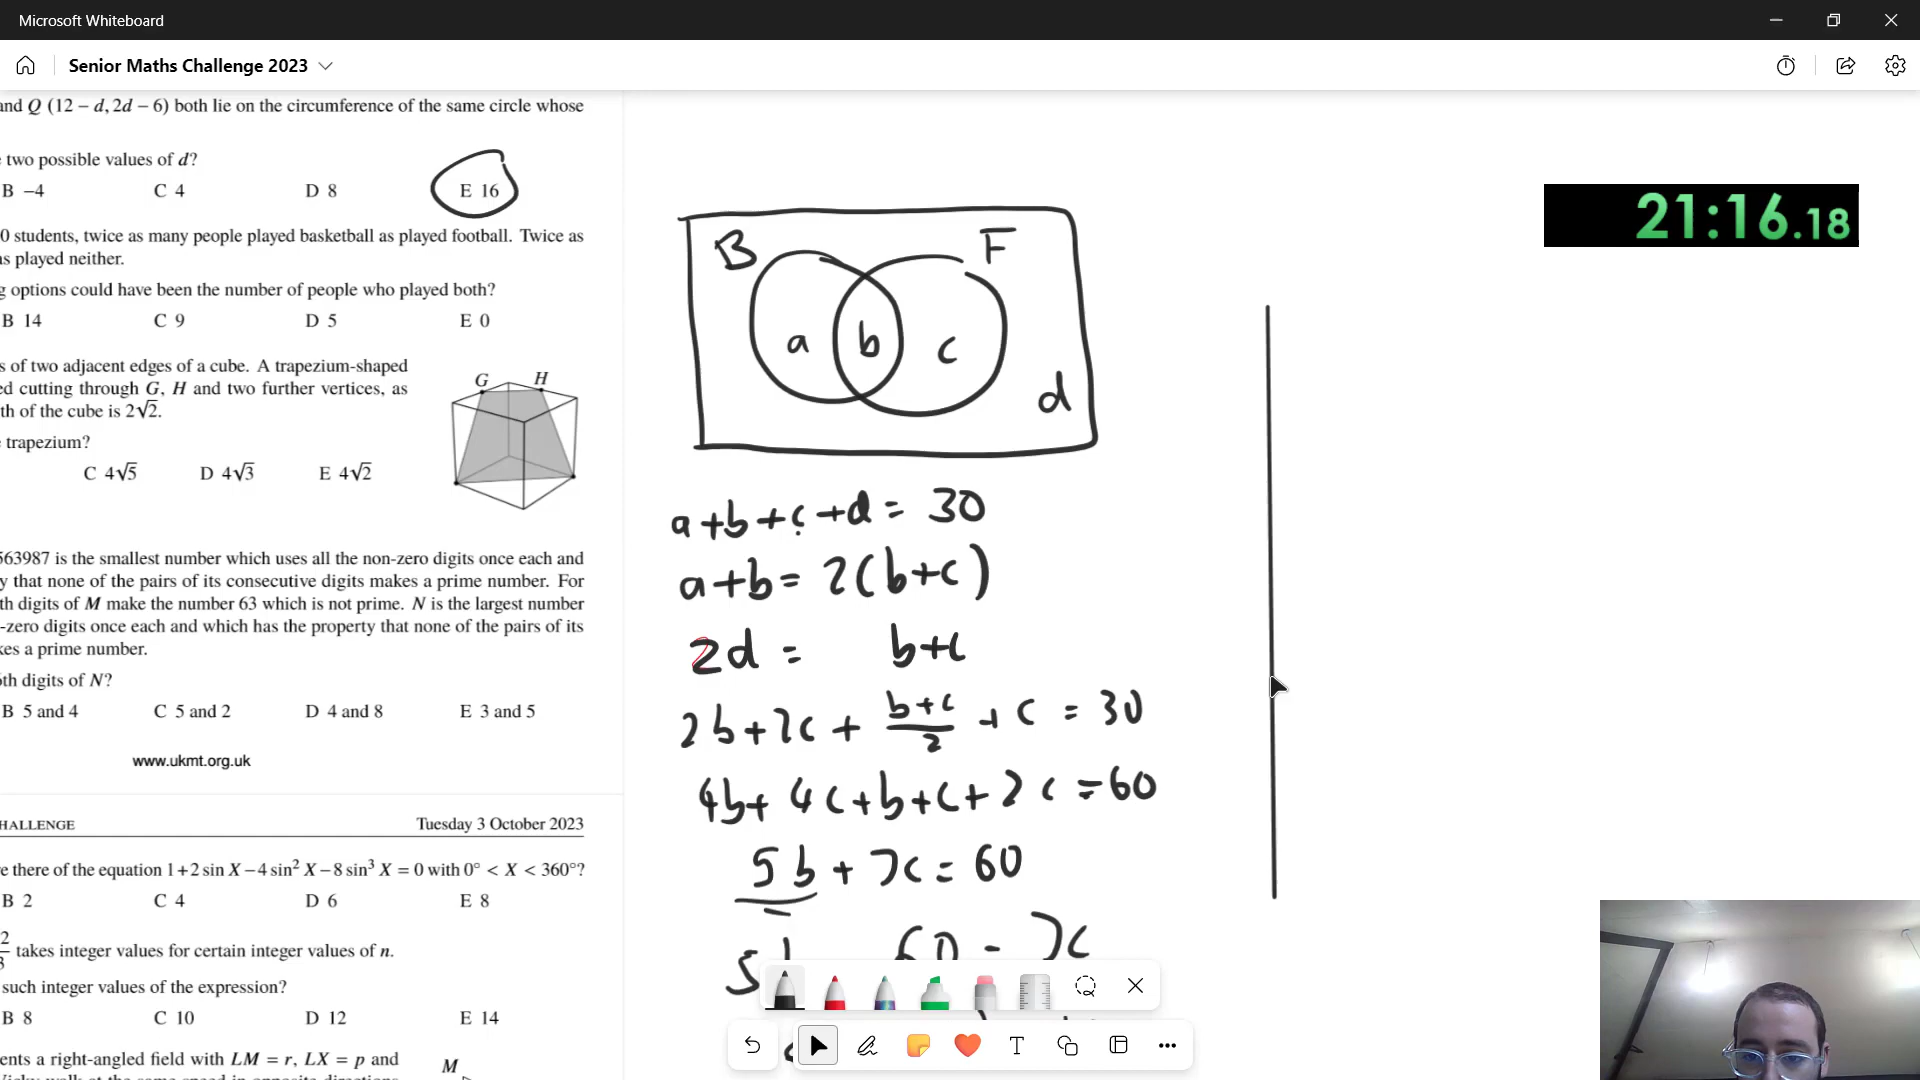 Microsoft Whiteboard
Senior Maths Challenge 2023
and Q (12 − d, 2d − 6) both lie on the circumference of the same circle whose
two possible values of d?
B −4 C 4 D 8 E 16
0 students, twice as many people played basketball as played football. Twice as
as played neither.
g options could have been the number of people who played both?
B 14 C 9 D 5 E 0
s of two adjacent edges of a cube. A trapezium-shaped
ed cutting through G, H and two further vertices, as
th of the cube is 2√2.
trapezium?
C 4√5 D 4√3 E 4√2
G H
563987 is the smallest number which uses all the non-zero digits once each and
y that none of the pairs of its consecutive digits makes a prime number. For
th digits of M make the number 63 which is not prime. N is the largest number
-zero digits once each and which has the property that none of the pairs of its
kes a prime number.
6th digits of N?
B 5 and 4 C 5 and 2 D 4 and 8 E 3 and 5
www.ukmt.org.uk
HALLENGE Tuesday 3 October 2023
e there of the equation 1 + 2 sin X − 4 sin² X − 8 sin³ X = 0 with 0° < X < 360°?
B 2 C 4 D 6 E 8
takes integer values for certain integer values of n.
such integer values of the expression?
B 8 C 10 D 12 E 14
ents a right-angled field with LM = r, LX = p and
M
B F
a b c
d
a+b+c+d = 30
a+b= 2(b+c)
2d = b+c
2b+2c + (b+c)/2 + c = 30
4b+ 4c+b+c+2c =60
5b + 7c = 60
60 - 7c
21:16.18
T